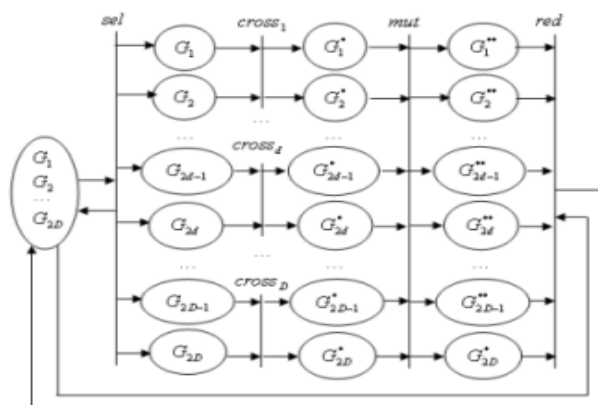 sel cross₁ mut red
G₁ G₁* G₁**
G₂ G₂* G₂**
... ... ...
G₁
G₂
...
G₂D
cross_d
G₂d-1 G₂d-1* G₂d-1**
G₂d G₂d* G₂d**
... ... ...
cross_D
G₂D-1 G₂D-1* G₂D-1**
G₂D G₂D* G₂D*